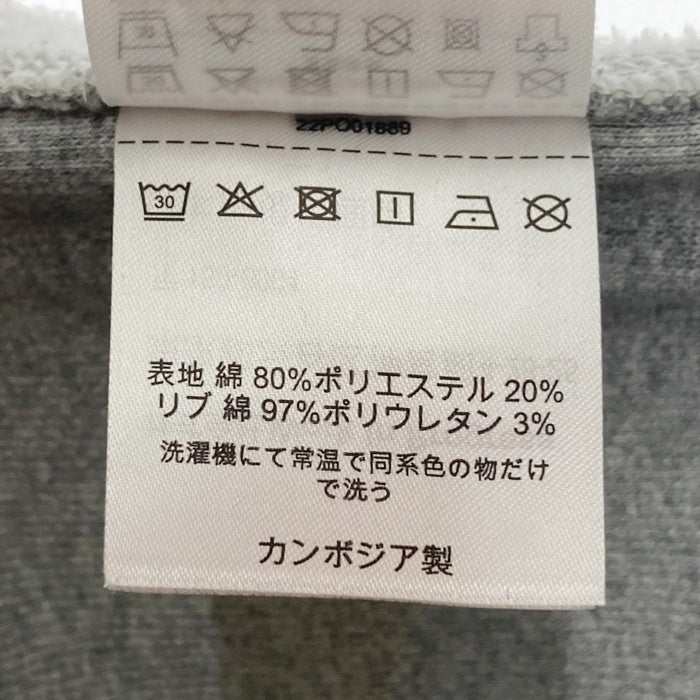 22PO01889
30
表地 綿 80%ポリエステル 20%
リブ 綿 97%ポリウレタン 3%
洗濯機にて常温で同系色の物だけ
で洗う
カンボジア製